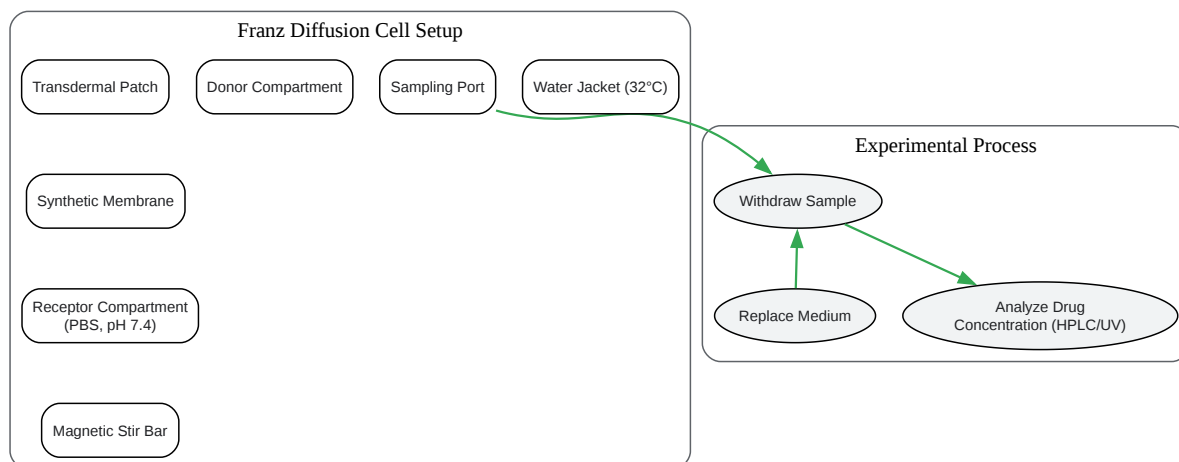 Franz Diffusion Cell Setup
Transdermal Patch
Donor Compartment
Sampling Port
Water Jacket (32°C)
Experimental Process
Synthetic Membrane
Withdraw Sample
Receptor Compartment
(PBS, pH 7.4)
Replace Medium
Analyze Drug
Concentration (HPLC/UV)
Magnetic Stir Bar